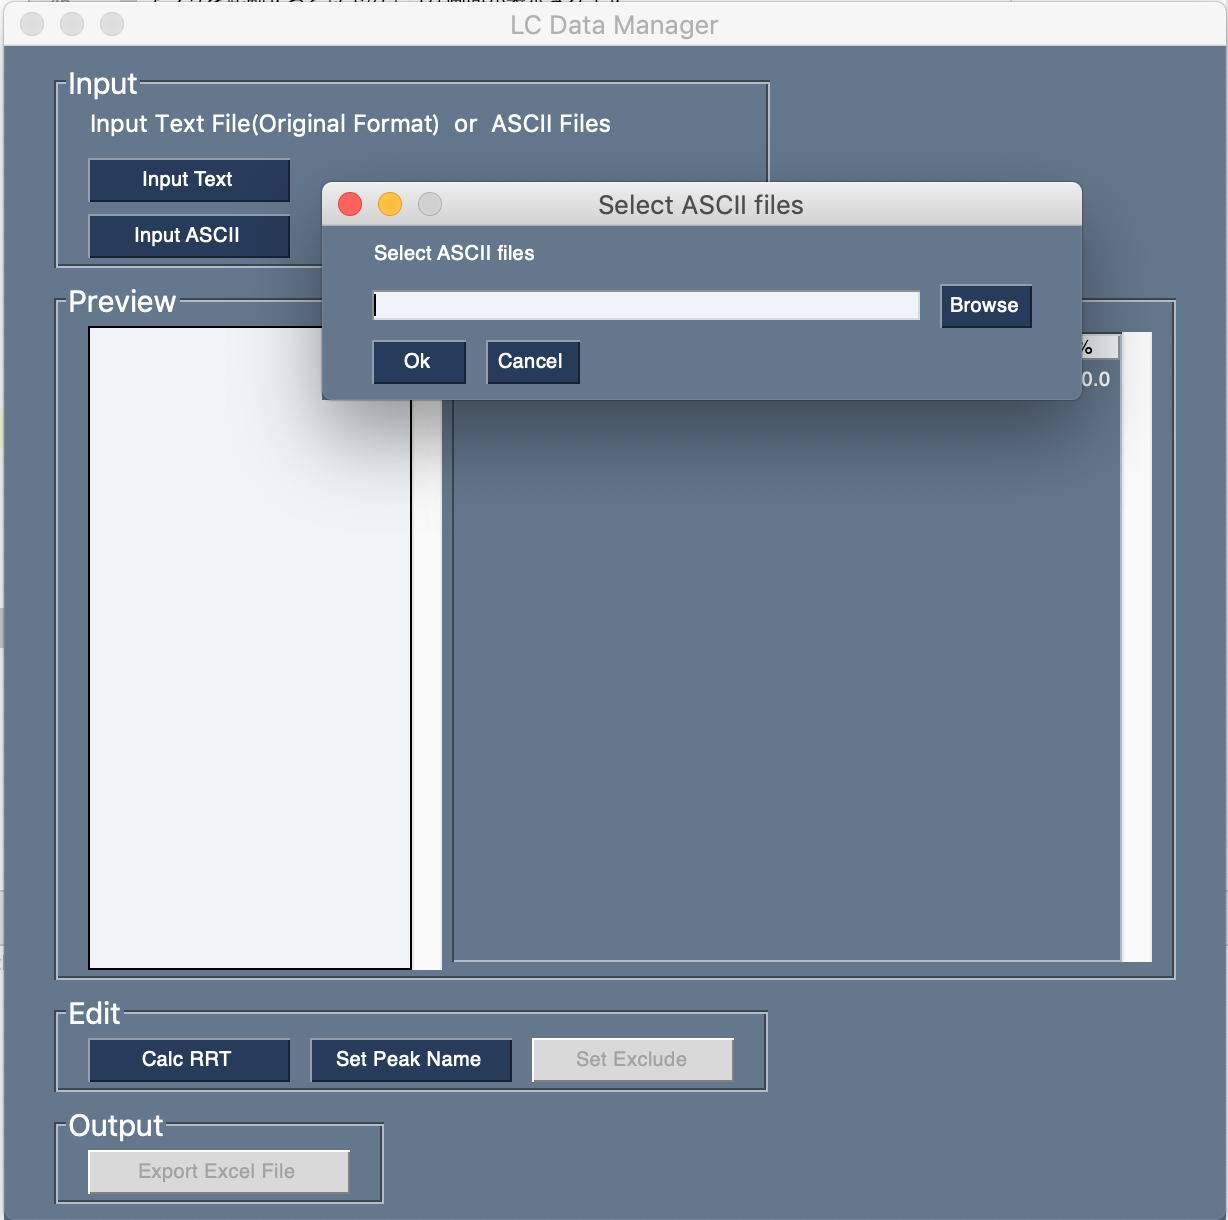 LC Data Manager
Input
Input Text File(Original Format) or ASCII Files
Input Text
Input ASCII
Select ASCII files
Select ASCII files
Browse
Ok
Cancel
Preview
%
0.0
Edit
Calc RRT
Set Peak Name
Set Exclude
Output
Export Excel File